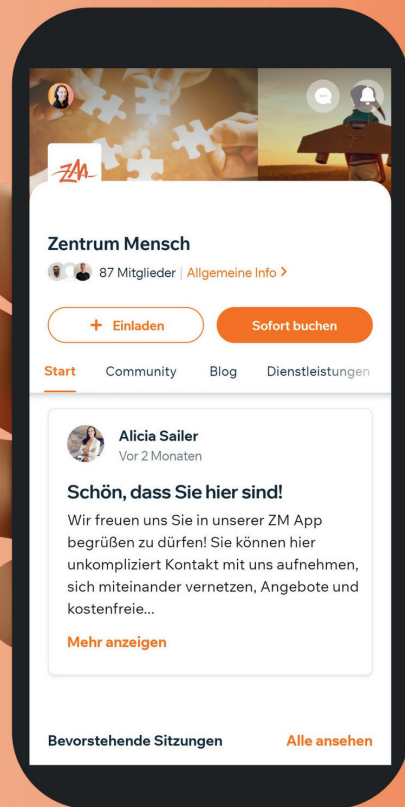 ZM
Zentrum Mensch
87 Mitglieder | Allgemeine Info >
+ Einladen
Sofort buchen
Start Community Blog Dienstleistungen
Alicia Sailer
Vor 2 Monaten
Schön, dass Sie hier sind!
Wir freuen uns Sie in unserer ZM App
begrüßen zu dürfen! Sie können hier
unkompliziert Kontakt mit uns aufnehmen,
sich miteinander vernetzen, Angebote und
kostenfreie...
Mehr anzeigen
Bevorstehende Sitzungen Alle ansehen